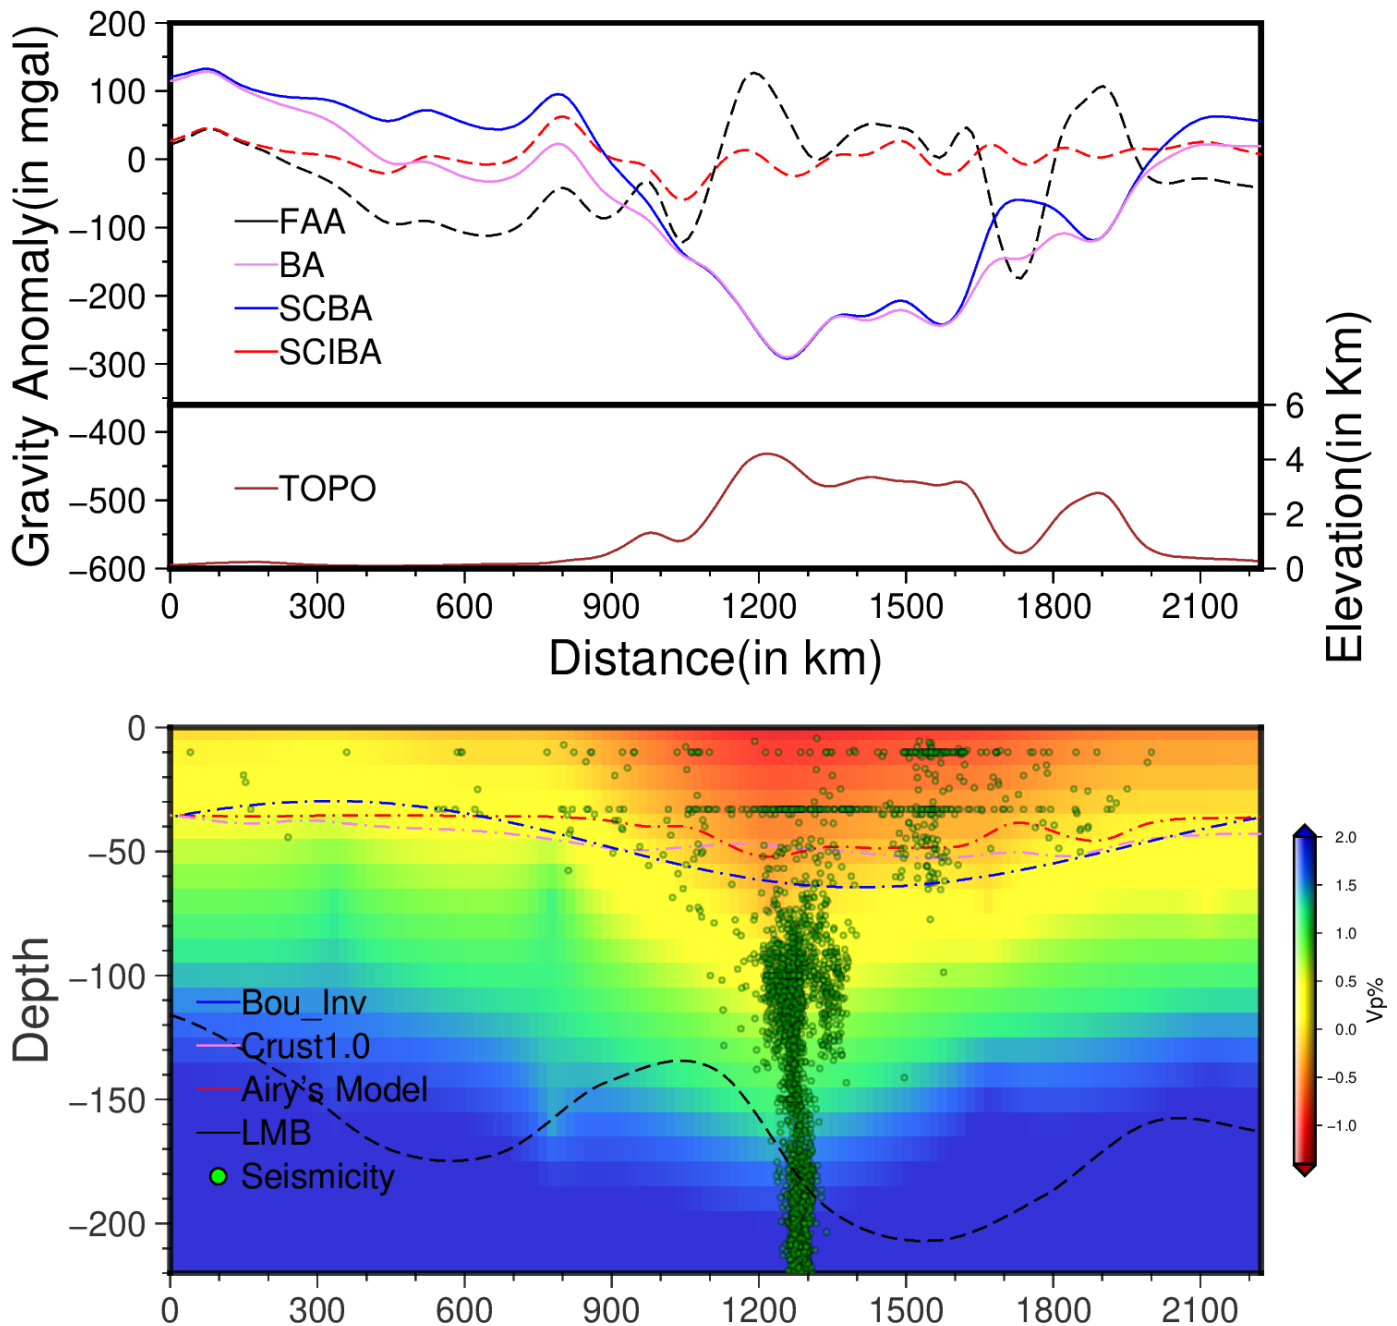 200
100
0
−100
−200
−300
−400
−500
−600
Gravity Anomaly(in mgal)
FAA
BA
SCBA
SCIBA
TOPO
6
4
2
0
Elevation(in Km)
0 300 600 900 1200 1500 1800 2100
Distance(in km)
0
−50
−100
−150
−200
Depth
Bou_Inv
Crust1.0
Airy's Model
LMB
Seismicity
2.0
1.5
1.0
0.5
0.0
−0.5
−1.0
Vp%
0 300 600 900 1200 1500 1800 2100